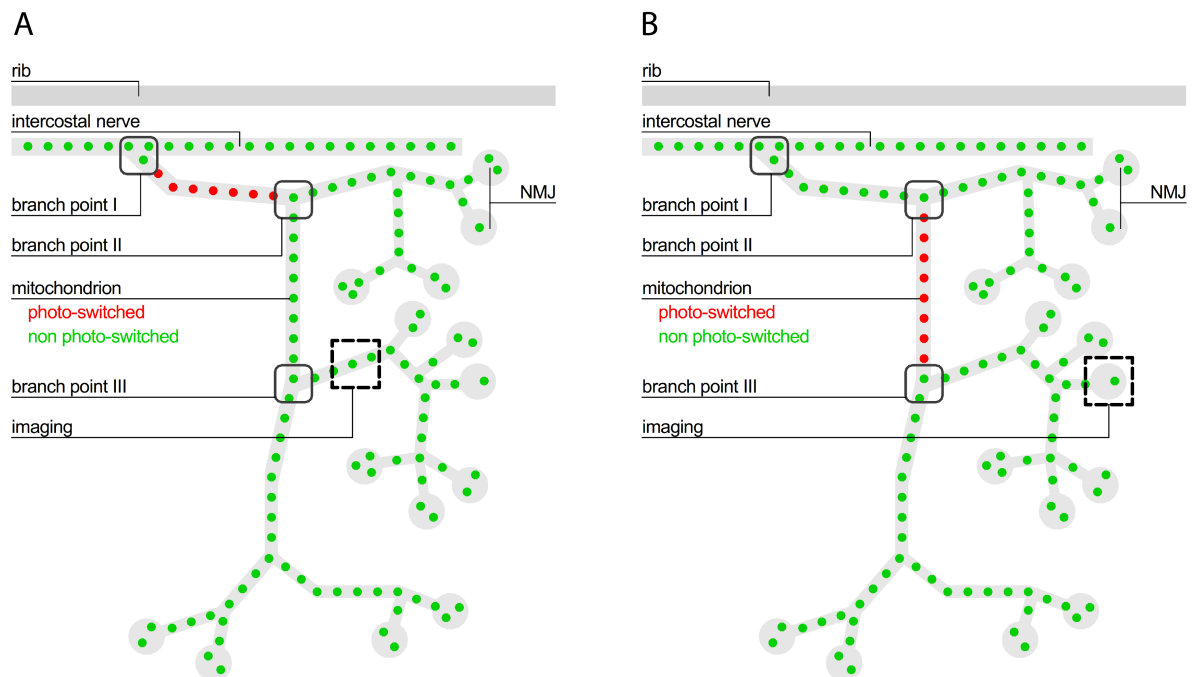 A
rib
intercostal nerve
NMJ
branch point I
branch point II
mitochondrion
photo-switched
non photo-switched
branch point III
imaging
B
rib
intercostal nerve
NMJ
branch point I
branch point II
mitochondrion
photo-switched
non photo-switched
branch point III
imaging